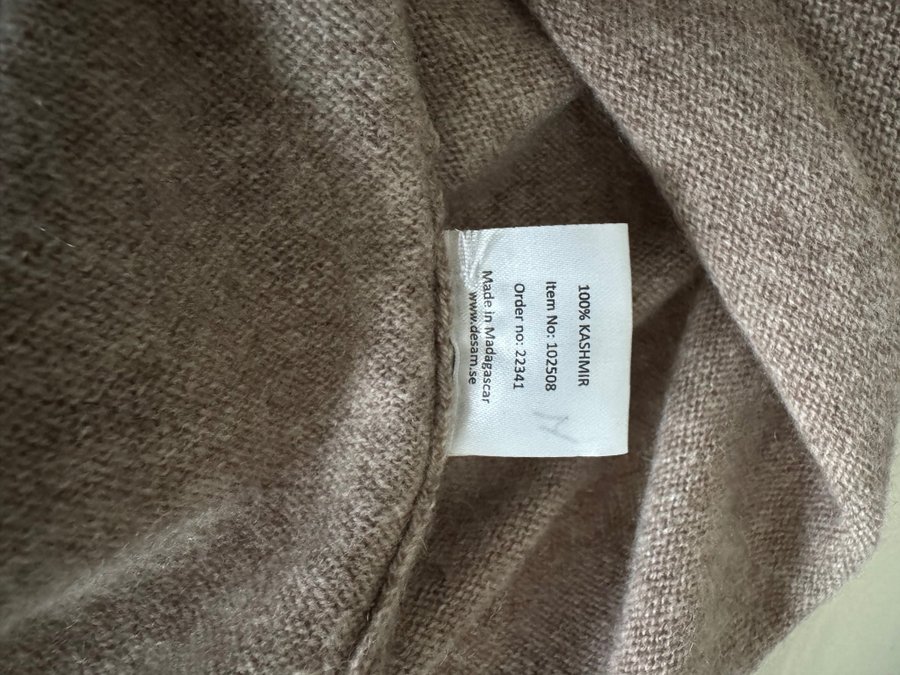 100% KASHMIR
Item No: 102508
Order no: 22341
Made in Madagascar
www.desam.se